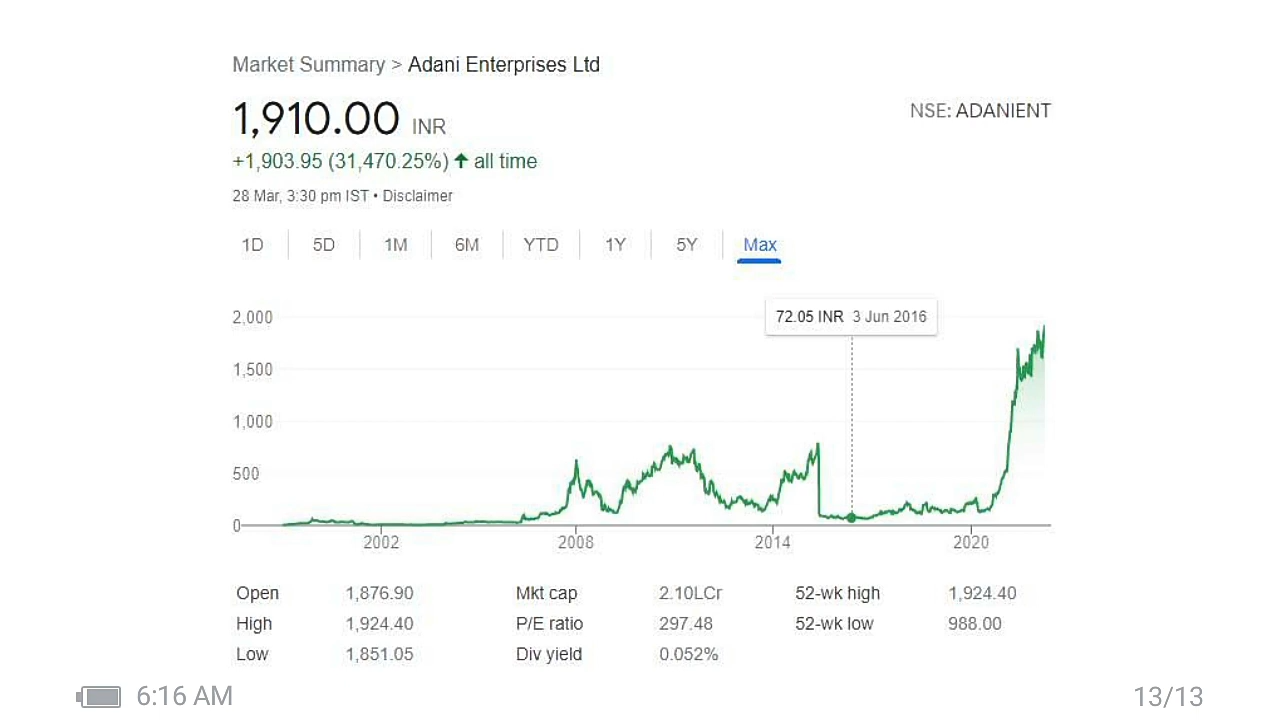 Market Summary > Adani Enterprises Ltd
1,910.00 INR
NSE: ADANIENT
+1,903.95 (31,470.25%) ↑ all time
28 Mar, 3:30 pm IST • Disclaimer
1D 5D 1M 6M YTD 1Y 5Y Max
72.05 INR 3 Jun 2016
2,000
1,500
1,000
500
0
2002 2008 2014 2020
Open 1,876.90 Mkt cap 2.10LCr 52-wk high 1,924.40
High 1,924.40 P/E ratio 297.48 52-wk low 988.00
Low 1,851.05 Div yield 0.052%
6:16 AM 13/13